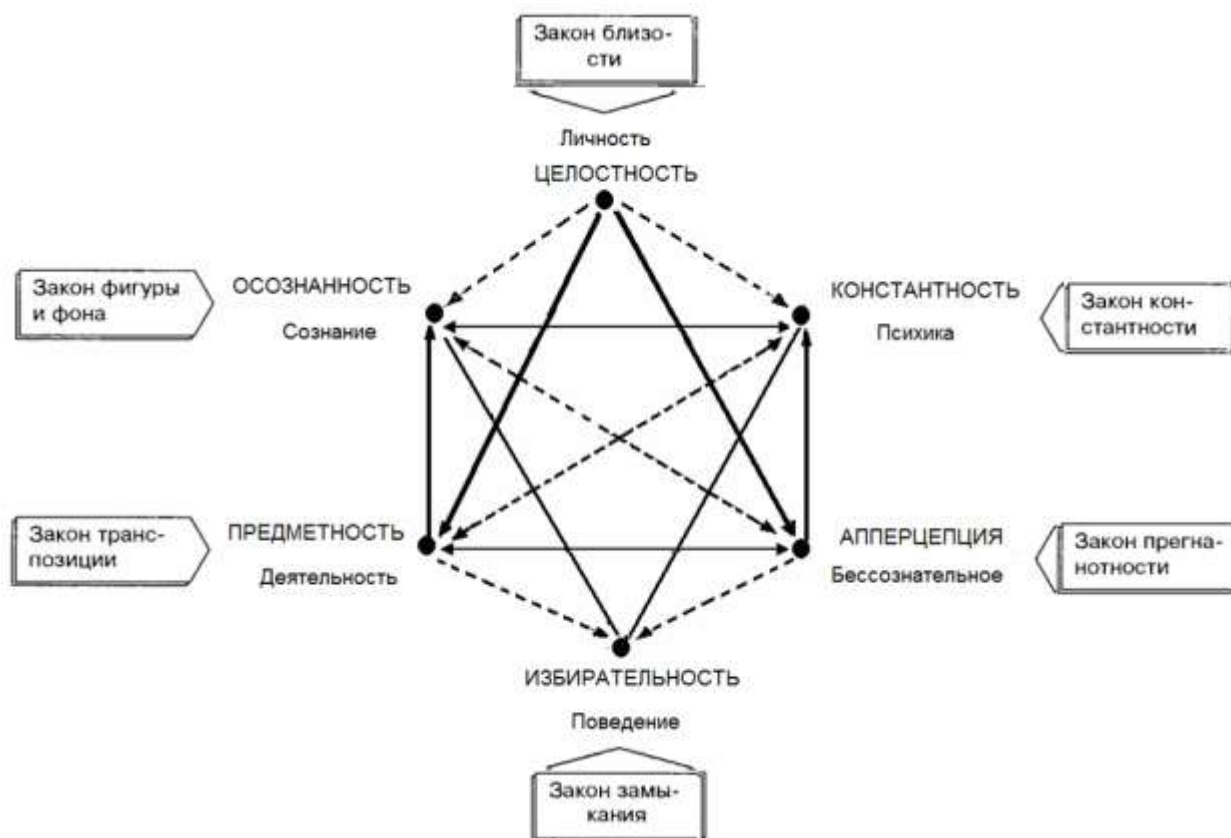 Закон близо-
сти
Личность
ЦЕЛОСТНОСТЬ
Закон фигуры
и фона
ОСОЗНАННОСТЬ
Сознание
КОНСТАНТНОСТЬ
Психика
Закон кон-
стантности
Закон транс-
позиции
ПРЕДМЕТНОСТЬ
Деятельность
АППЕРЦЕПЦИЯ
Бессознательное
Закон прегна-
нотности
ИЗБИРАТЕЛЬНОСТЬ
Поведение
Закон замы-
кания